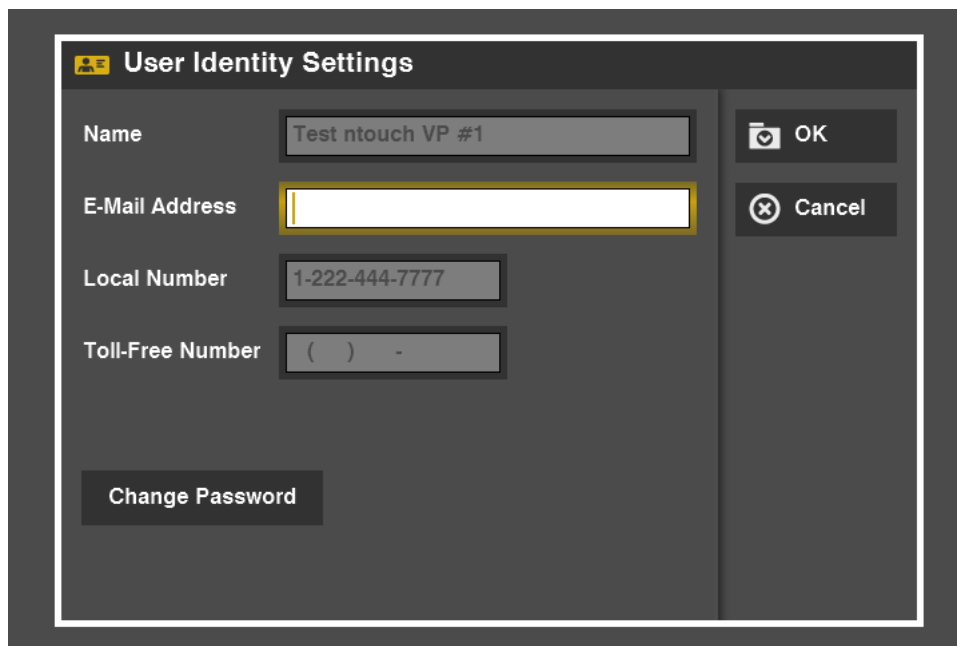 User Identity Settings
Name Test ntouch VP #1
E-Mail Address
Local Number 1-222-444-7777
Toll-Free Number ( ) -
Change Password
OK
Cancel